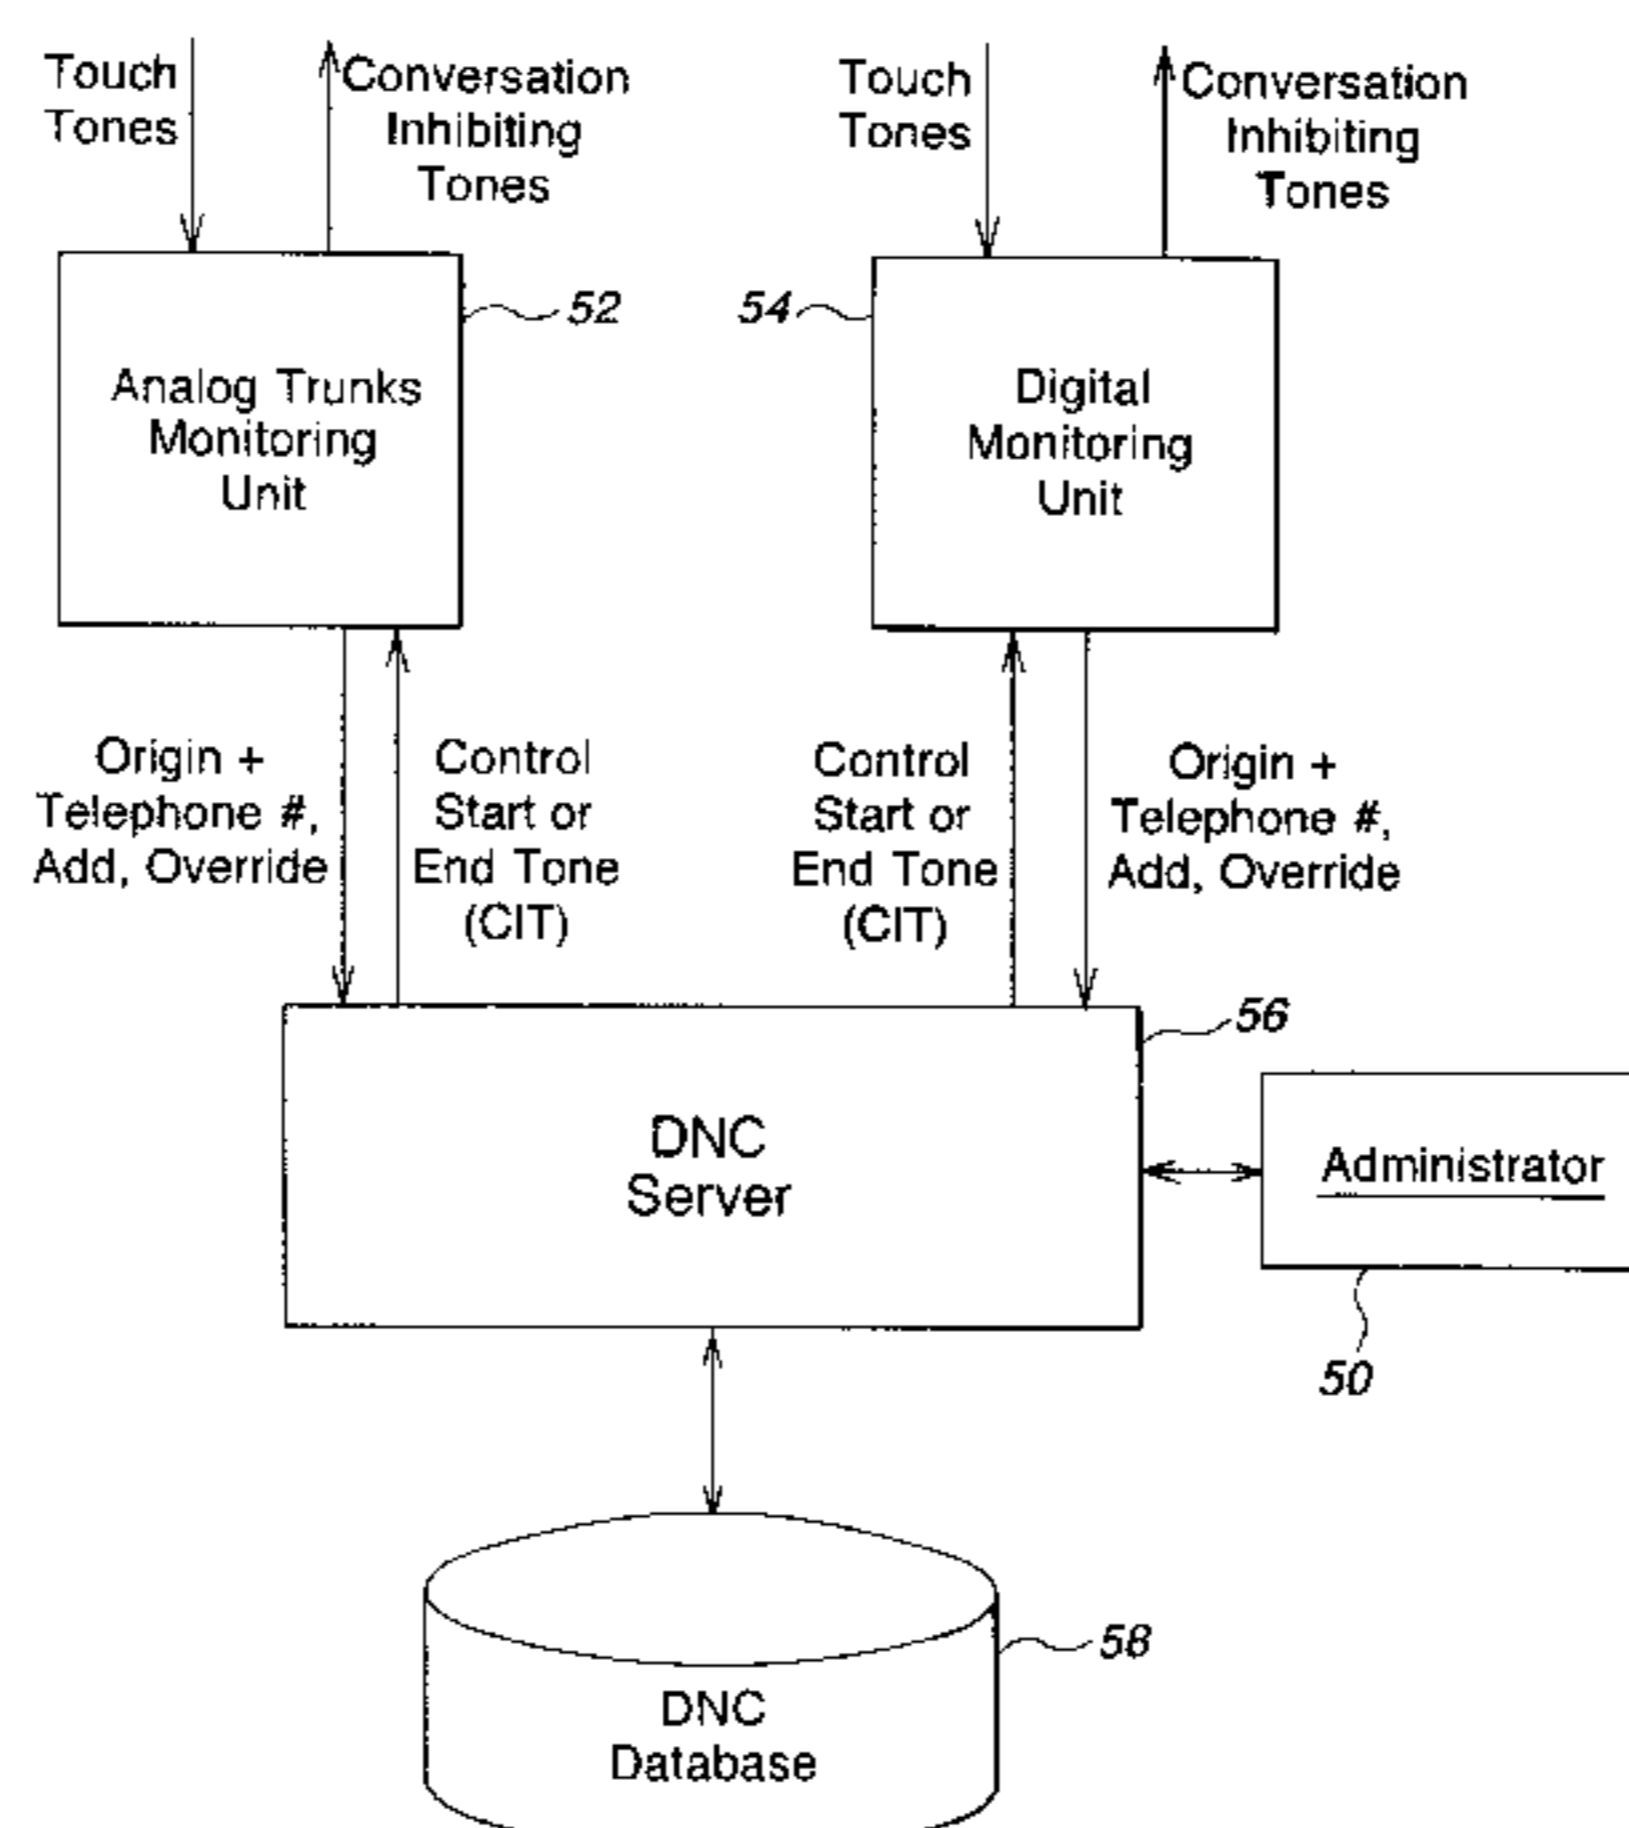 Touch
Tones
Conversation
Inhibiting
Tones
Touch
Tones
Conversation
Inhibiting
Tones
52
54
Analog Trunks
Monitoring
Unit
Digital
Monitoring
Unit
Origin +
Telephone #,
Add, Override
Control
Start or
End Tone
(CIT)
Control
Start or
End Tone
(CIT)
Origin +
Telephone #,
Add, Override
56
DNC
Server
Administrator
50
58
DNC
Database